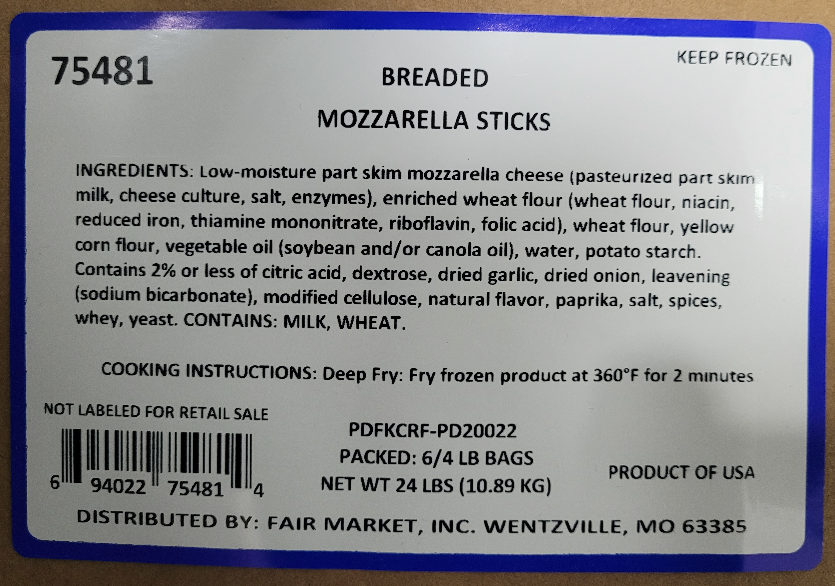 75481
KEEP FROZEN
BREADED
MOZZARELLA STICKS
INGREDIENTS: Low-moisture part skim mozzarella cheese (pasteurized part skim
milk, cheese culture, salt, enzymes), enriched wheat flour (wheat flour, niacin,
reduced iron, thiamine mononitrate, riboflavin, folic acid), wheat flour, yellow
corn flour, vegetable oil (soybean and/or canola oil), water, potato starch.
Contains 2% or less of citric acid, dextrose, dried garlic, dried onion, leavening
(sodium bicarbonate), modified cellulose, natural flavor, paprika, salt, spices,
whey, yeast. CONTAINS: MILK, WHEAT.
COOKING INSTRUCTIONS: Deep Fry: Fry frozen product at 360°F for 2 minutes
NOT LABELED FOR RETAIL SALE
6 94022 75481 4
PDFKCRF-PD20022
PACKED: 6/4 LB BAGS
NET WT 24 LBS (10.89 KG)
PRODUCT OF USA
DISTRIBUTED BY: FAIR MARKET, INC. WENTZVILLE, MO 63385